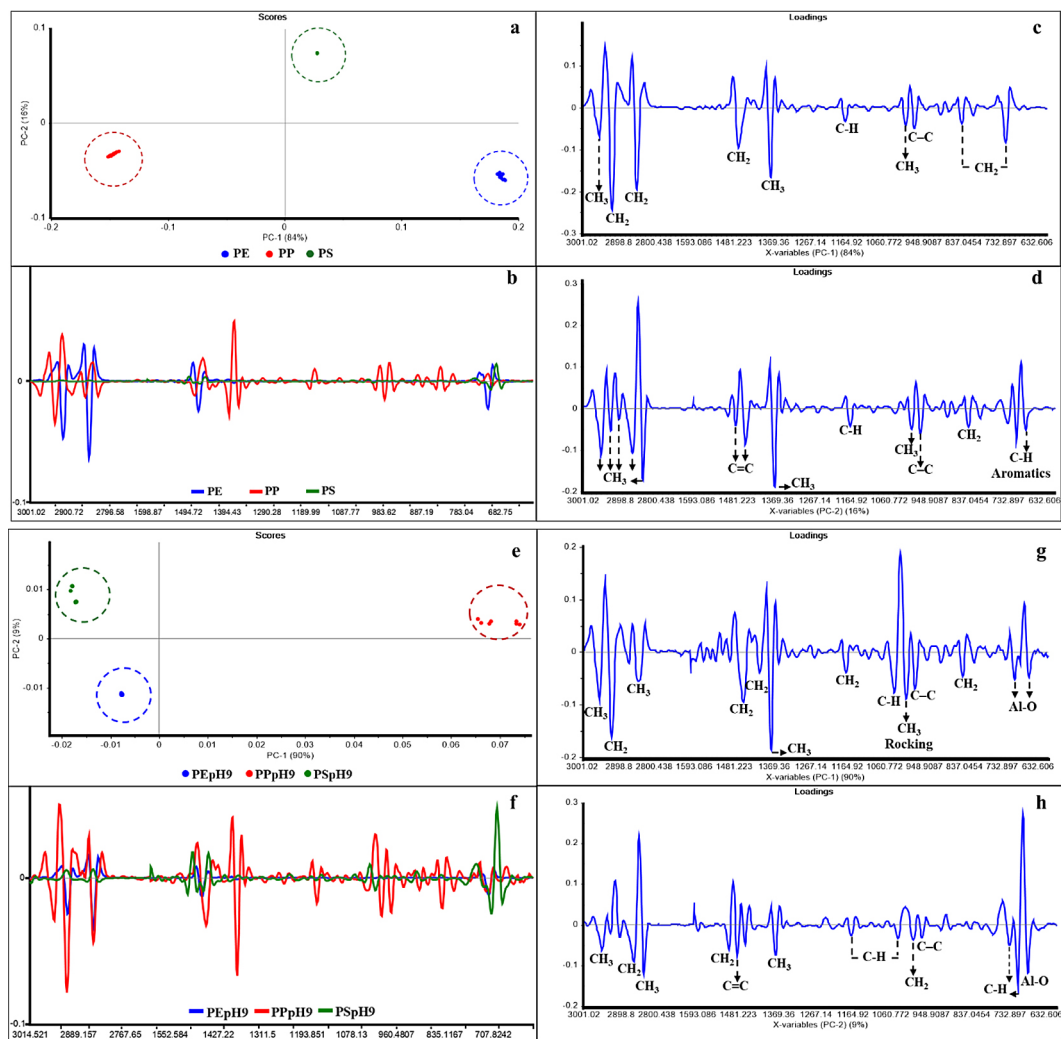 Scores
a
0.1
0
-0.1
PC-2 (16%)
-0.2
-0.1
0
0.1
0.2
PC-1 (84%)
PE PP PS
Loadings
c
0.2
0.1
0
-0.1
-0.2
-0.3
CH3
CH2
CH2
CH2
CH3
C-H
CH3
C–C
CH2
3001.02 2898.8 2800.438 1593.086 1481.223 1369.36 1267.14 1164.92 1060.772 948.9087 837.0454 732.897 632.606
X-variables (PC-1) (84%)
b
0
-0.1
PE PP PS
3001.02 2900.72 2796.58 1598.87 1494.72 1394.43 1290.28 1189.99 1087.77 983.62 887.19 783.04 682.75
Loadings
d
0.3
0.2
0.1
0
-0.1
-0.2
CH3
C=C
CH3
C-H
CH3
C–C
CH2
C-H
Aromatics
3001.02 2898.8 2800.438 1593.086 1481.223 1369.36 1267.14 1164.92 1060.772 948.9087 837.0454 732.897 632.606
X-variables (PC-2) (16%)
Scores
e
0.01
0
-0.01
PC-2 (9%)
-0.02 -0.01 0 0.01 0.02 0.03 0.04 0.05 0.06 0.07
PC-1 (90%)
PEpH9 PPpH9 PSpH9
Loadings
g
0.2
0.1
0
-0.1
-0.2
CH3
CH2
CH3
CH2
CH2
CH3
CH2
C-H
CH3
Rocking
C–C
CH2
Al-O
3001.02 2898.8 2800.438 1593.086 1481.223 1369.36 1267.14 1164.92 1060.772 948.9087 837.0454 732.897 632.606
X-variables (PC-1) (90%)
f
0
-0.1
PEpH9 PPpH9 PSpH9
3014.521 2889.157 2767.65 1552.584 1427.22 1311.5 1193.851 1078.13 960.4807 835.1167 707.8242
Loadings
h
0.3
0.2
0.1
0
-0.1
-0.2
CH3
CH2
CH3
CH2
C=C
CH3
C-H
C–C
CH2
C-H
Al-O
3001.02 2898.8 2800.438 1593.086 1481.223 1369.36 1267.14 1164.92 1060.772 948.9087 837.0454 732.897 632.606
X-variables (PC-2) (9%)